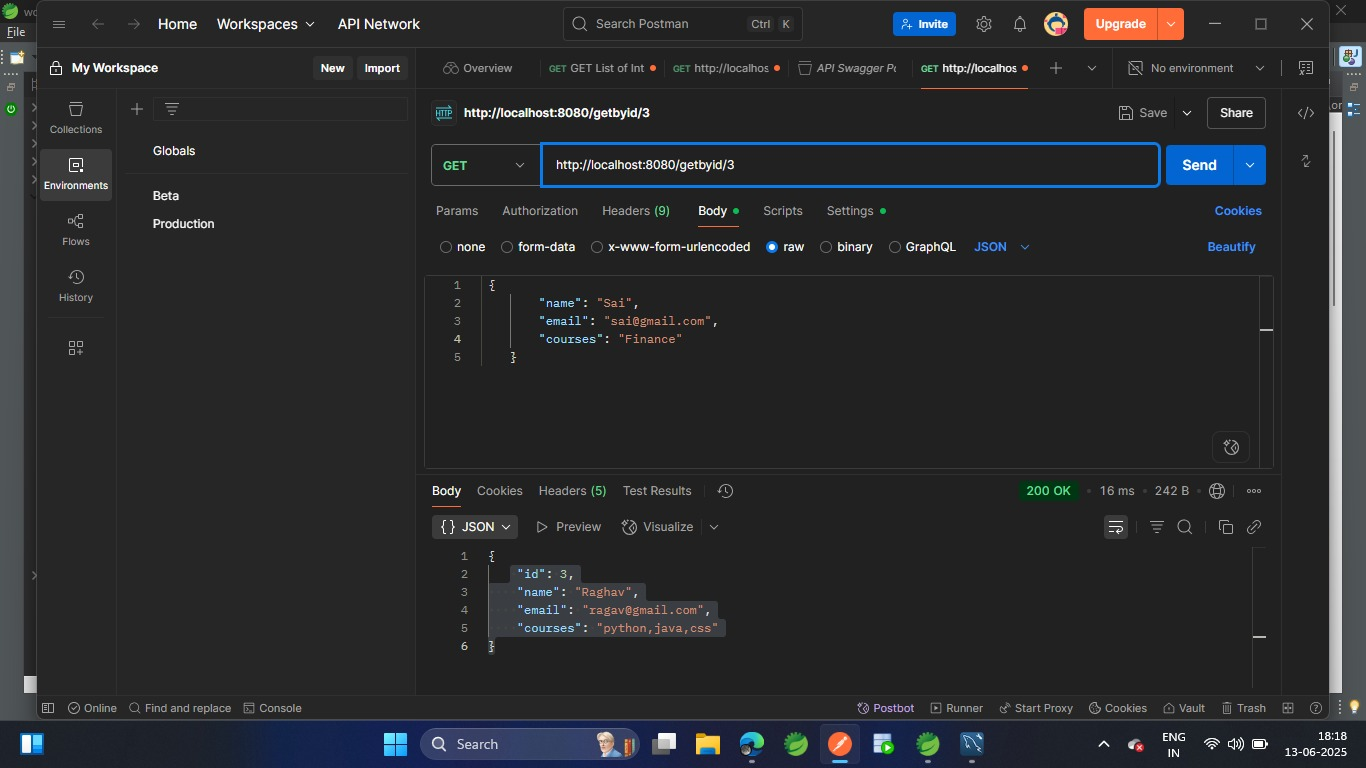 wo
File
Home
Workspaces
API Network
Search Postman
Ctrl K
Invite
Upgrade
My Workspace
New
Import
Overview
GET GET List of Int
GET http://localhos
API Swagger Pe
GET http://localhos
No environment
Collections
Environments
Flows
History
Globals
Beta
Production
HTTP
http://localhost:8080/getbyid/3
Save
Share
GET
http://localhost:8080/getbyid/3
Send
Params
Authorization
Headers (9)
Body
Scripts
Settings
Cookies
none
form-data
x-www-form-urlencoded
raw
binary
GraphQL
JSON
Beautify
1 {
2 "name": "Sai",
3 "email": "sai@gmail.com",
4 "courses": "Finance"
5 }
Body
Cookies
Headers (5)
Test Results
200 OK
16 ms
242 B
{} JSON
Preview
Visualize
1 {
2 "id": 3,
3 "name": "Raghav",
4 "email": "ragav@gmail.com",
5 "courses": "python,java,css"
6 }
Online
Find and replace
Console
Postbot
Runner
Start Proxy
Cookies
Vault
Trash
Search
ENG
IN
18:18
13-06-2025